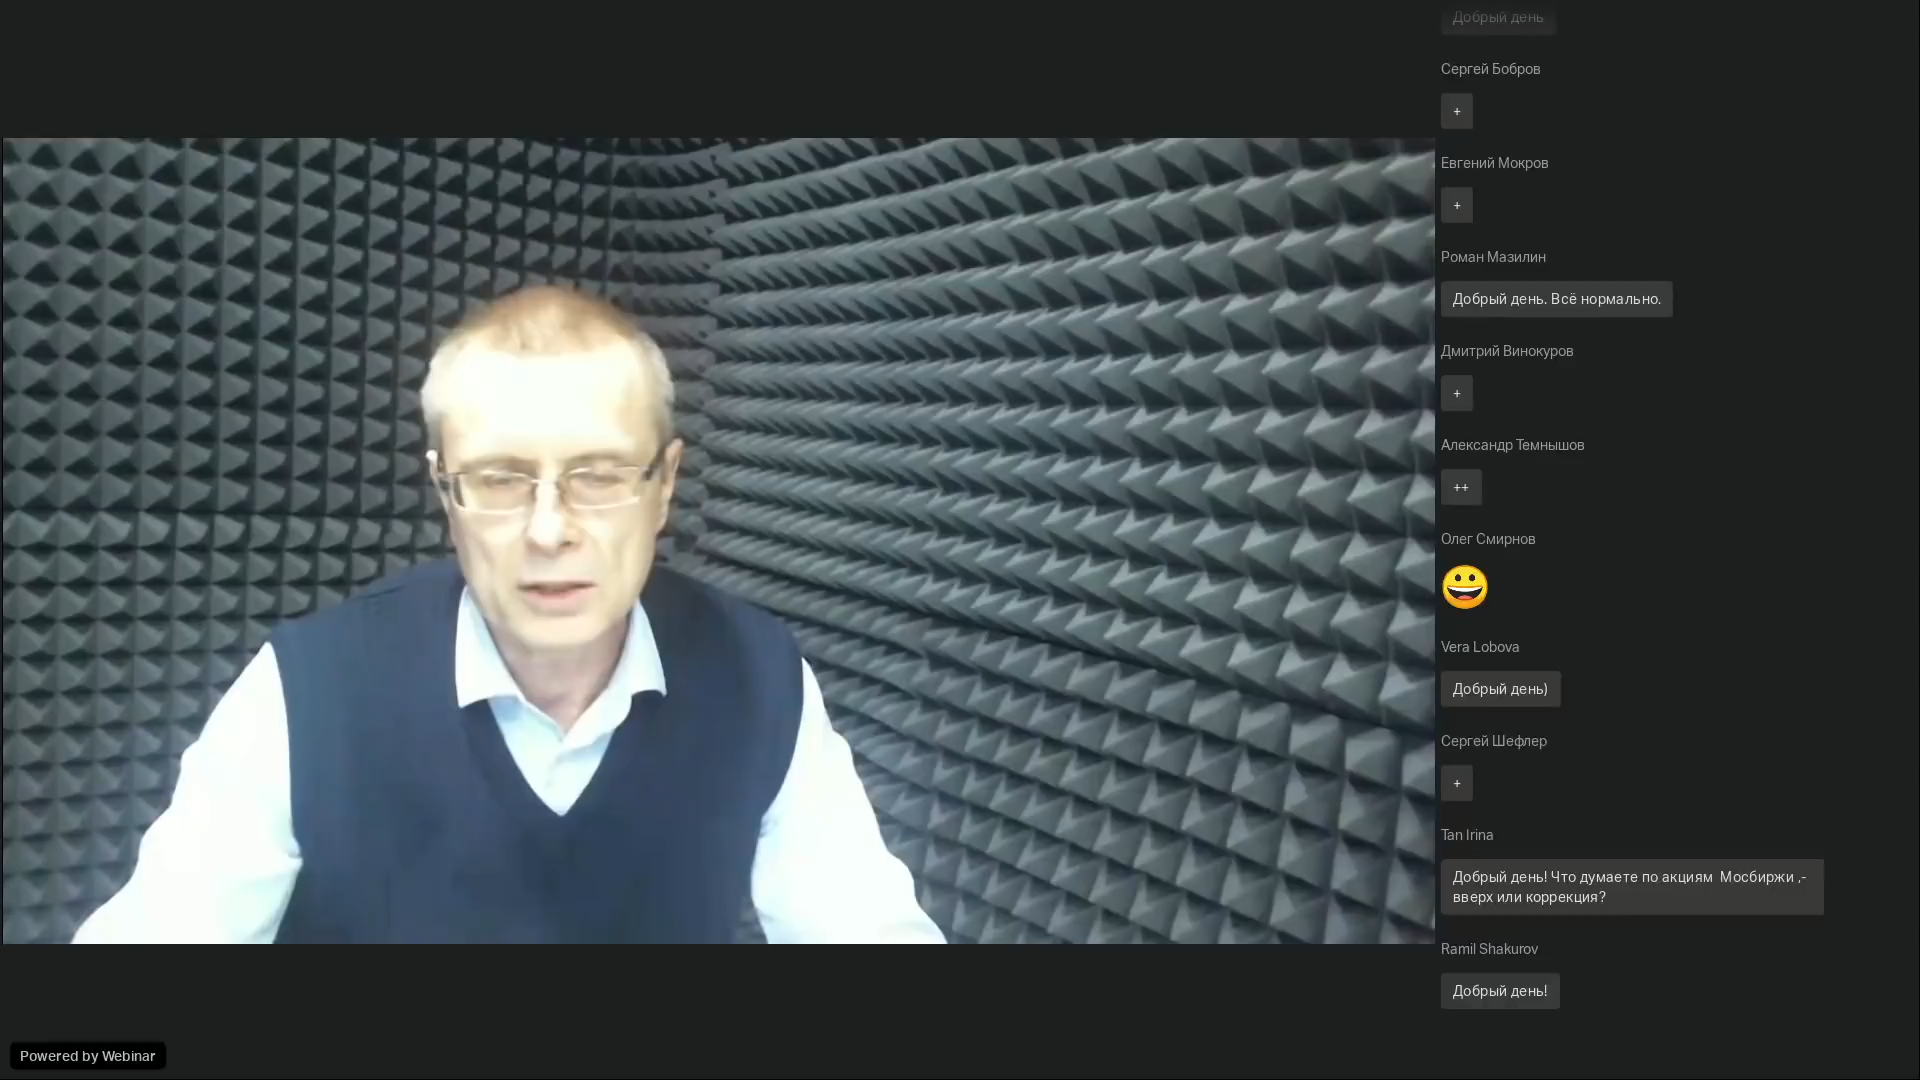 Добрый день
Сергей Бобров
+
Евгений Мокров
+
Роман Мазилин
Добрый день. Всё нормально.
Дмитрий Винокуров
+
Александр Темнышов
++
Олег Смирнов
Vera Lobova
Добрый день)
Сергей Шефлер
+
Tan Irina
Добрый день! Что думаете по акциям  Мосбиржи ,-
вверх или коррекция?
Ramil Shakurov
Добрый день!
Powered by Webinar